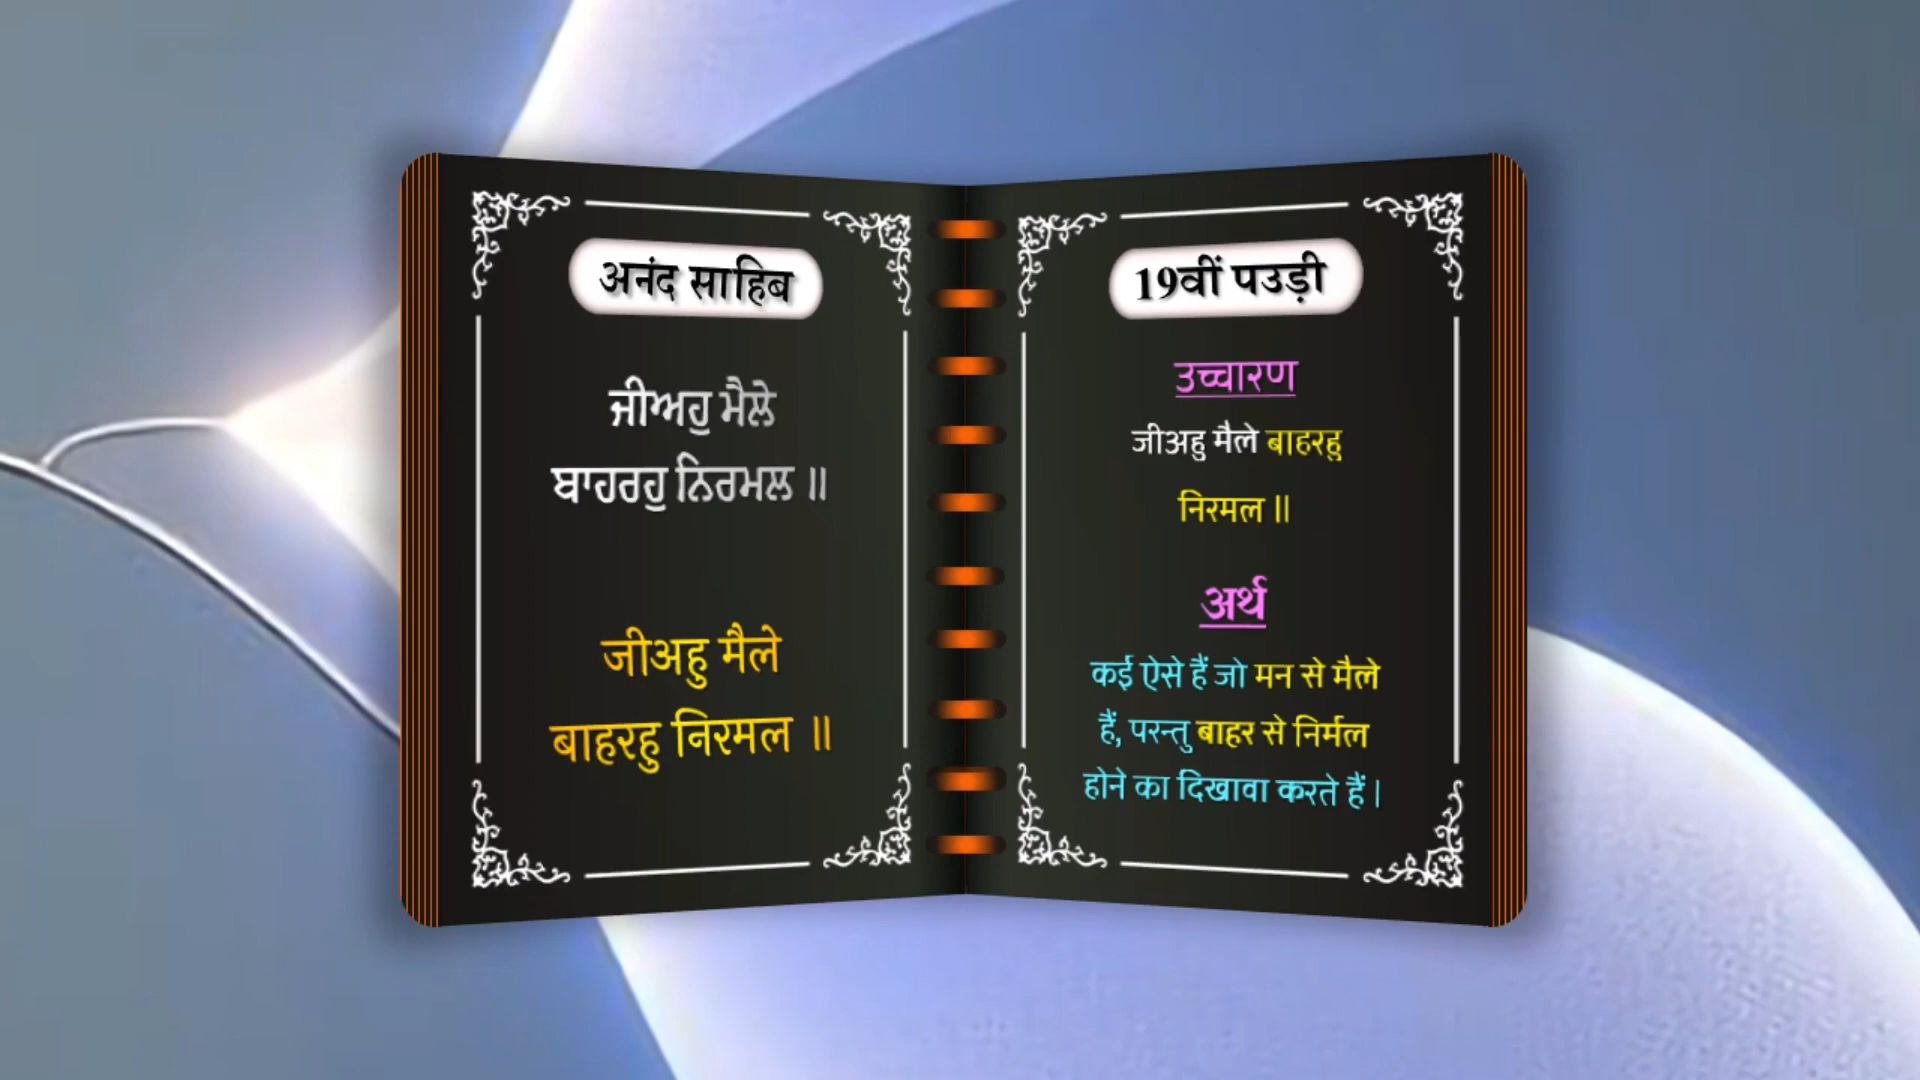 अनंद साहिब
ਜੀਅਹੁ ਮੈਲੇ
ਬਾਹਰਹੁ ਨਿਰਮਲ ॥
जीअहु मैले
बाहरहु निरमल ॥
19वीं पउड़ी
उच्चारण
जीअहु मैले बाहरहु
निरमल ॥
अर्थ
कई ऐसे हैं जो मन से मैले
हैं, परन्तु बाहर से निर्मल
होने का दिखावा करते हैं |